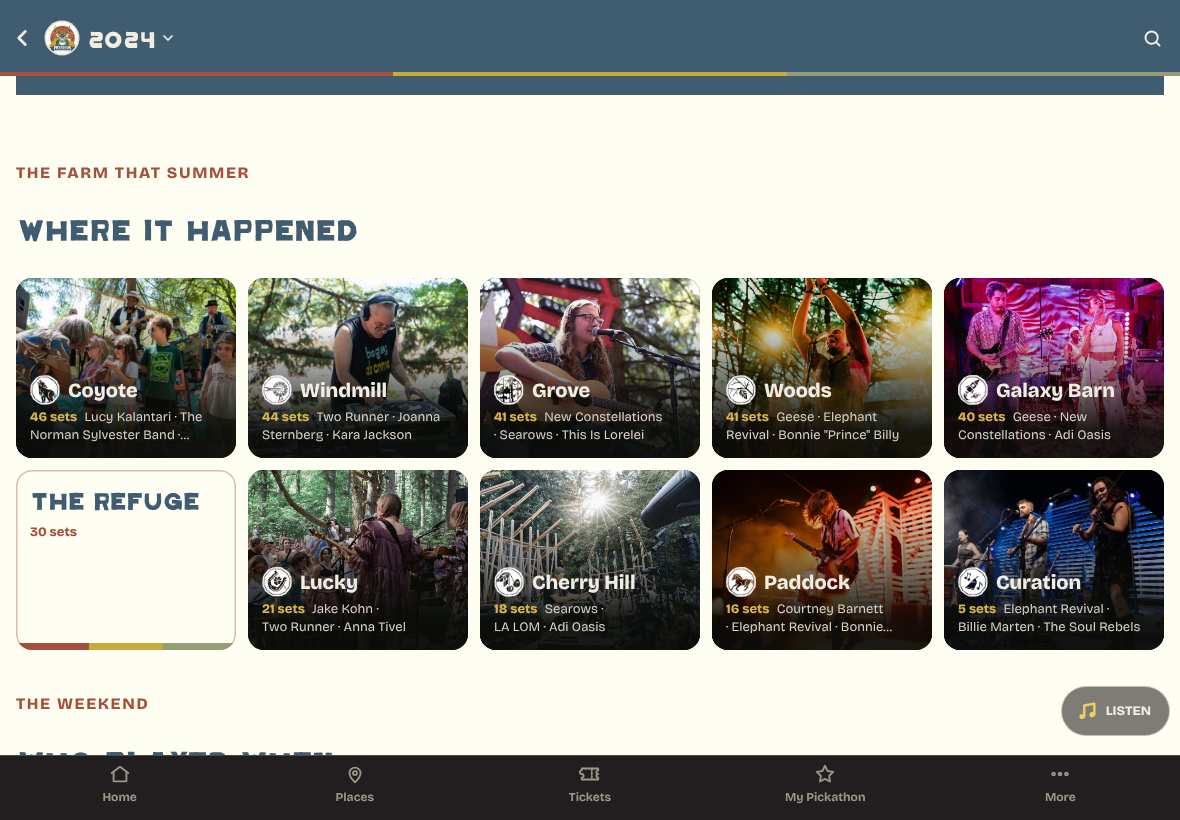 2024
THE FARM THAT SUMMER
WHERE IT HAPPENED
Coyote
46 sets Lucy Kalantari · The
Norman Sylvester Band ·...
Windmill
44 sets Two Runner · Joanna
Sternberg · Kara Jackson
Grove
41 sets New Constellations
· Searows · This Is Lorelei
Woods
41 sets Geese · Elephant
Revival · Bonnie "Prince" Billy
Galaxy Barn
40 sets Geese · New
Constellations · Adi Oasis
THE REFUGE
30 sets
Lucky
21 sets Jake Kohn ·
Two Runner · Anna Tivel
Cherry Hill
18 sets Searows ·
LA LOM · Adi Oasis
Paddock
16 sets Courtney Barnett
· Elephant Revival · Bonnie...
Curation
5 sets Elephant Revival ·
Billie Marten · The Soul Rebels
THE WEEKEND
LISTEN
Home
Places
Tickets
My Pickathon
More